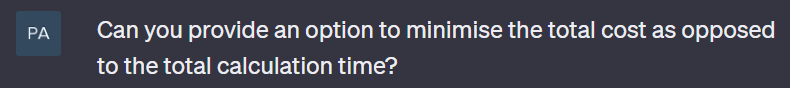 PA
Can you provide an option to minimise the total cost as opposed
to the total calculation time?